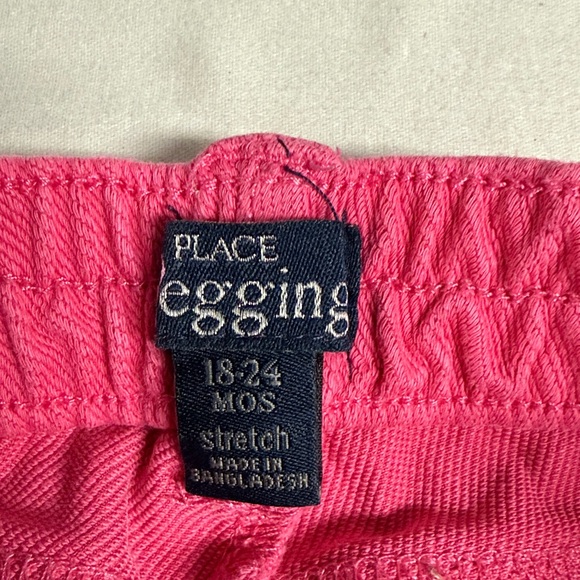 PLACE
egging
18-24
MOS
stretch
MADE IN
BANGLADESH